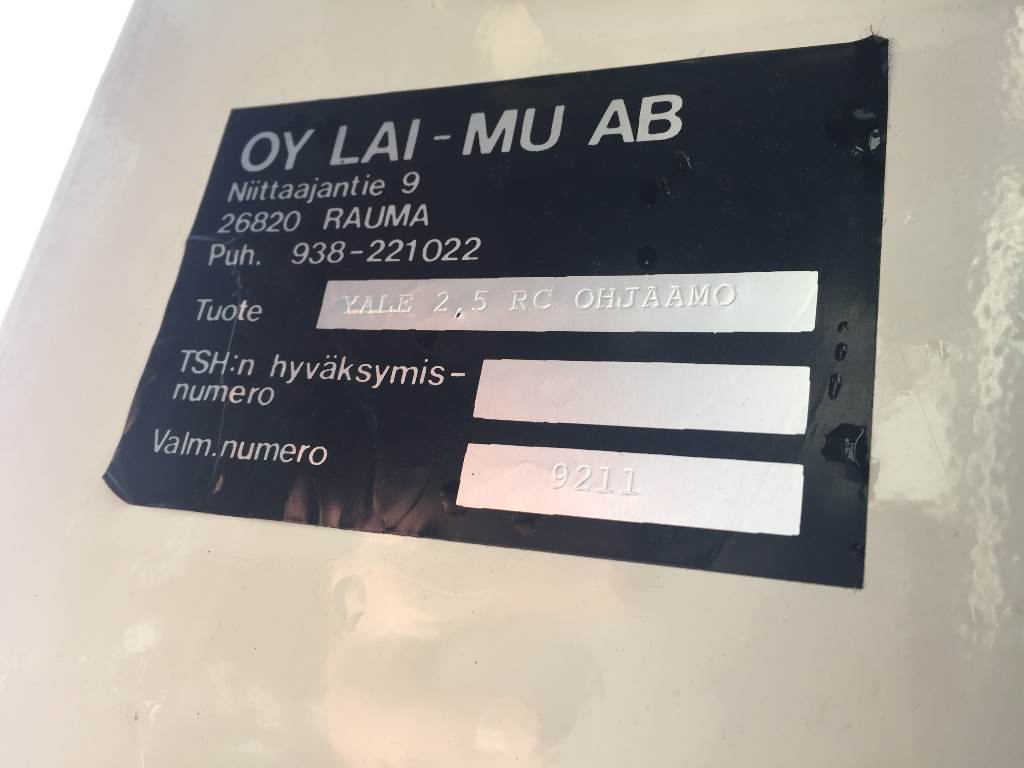 OY LAI-MU AB
Niittaajantie 9
26820 RAUMA
Puh. 938-221022
Tuote YALE 2,5 RC OHJAAMO
TSH:n hyväksymis-
numero
Valm.numero 9211